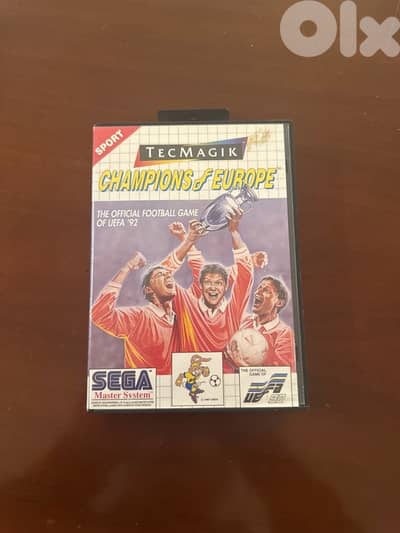 Olx
SPORT
TECMAGIK
CHAMPIONS of EUROPE
THE OFFICIAL FOOTBALL GAME
OF UEFA '92
SEGA
Master System
THE OFFICIAL
GAME OF